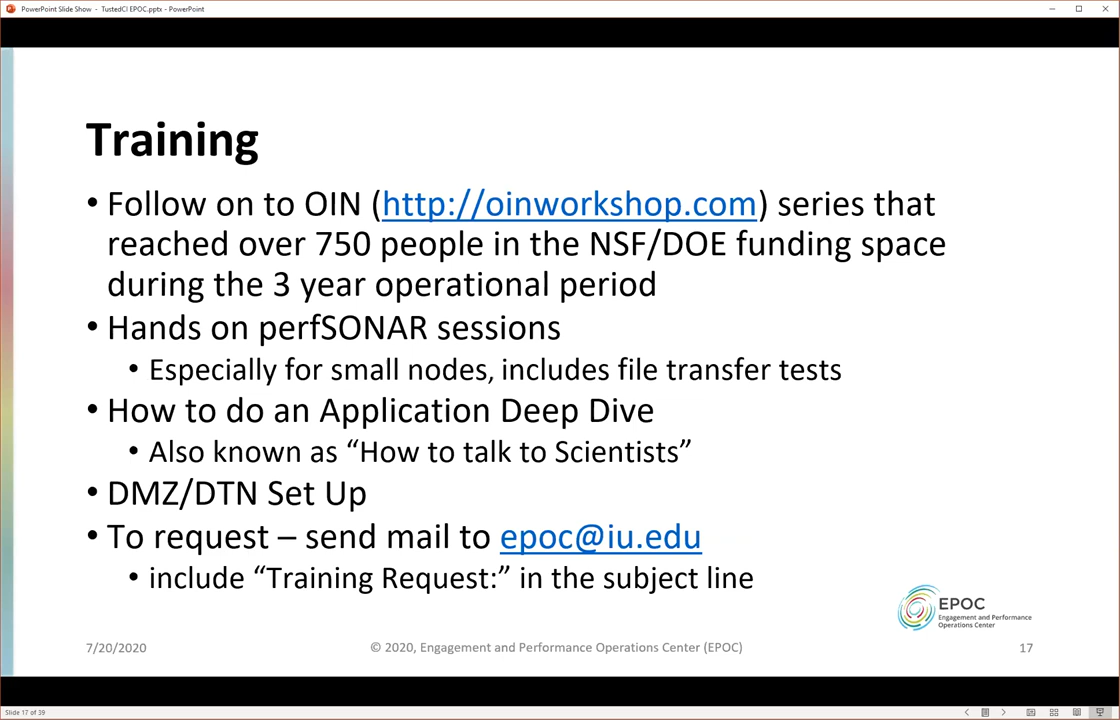 PowerPoint Slide Show - TustedCI EPOC.pptx - PowerPoint
Training
• Follow on to OIN (http://oinworkshop.com) series that
reached over 750 people in the NSF/DOE funding space
during the 3 year operational period
• Hands on perfSONAR sessions
• Especially for small nodes, includes file transfer tests
• How to do an Application Deep Dive
• Also known as “How to talk to Scientists”
• DMZ/DTN Set Up
• To request – send mail to epoc@iu.edu
• include “Training Request:” in the subject line
EPOC
Engagement and Performance
Operations Center
7/20/2020
© 2020, Engagement and Performance Operations Center (EPOC)
17
Slide 17 of 39